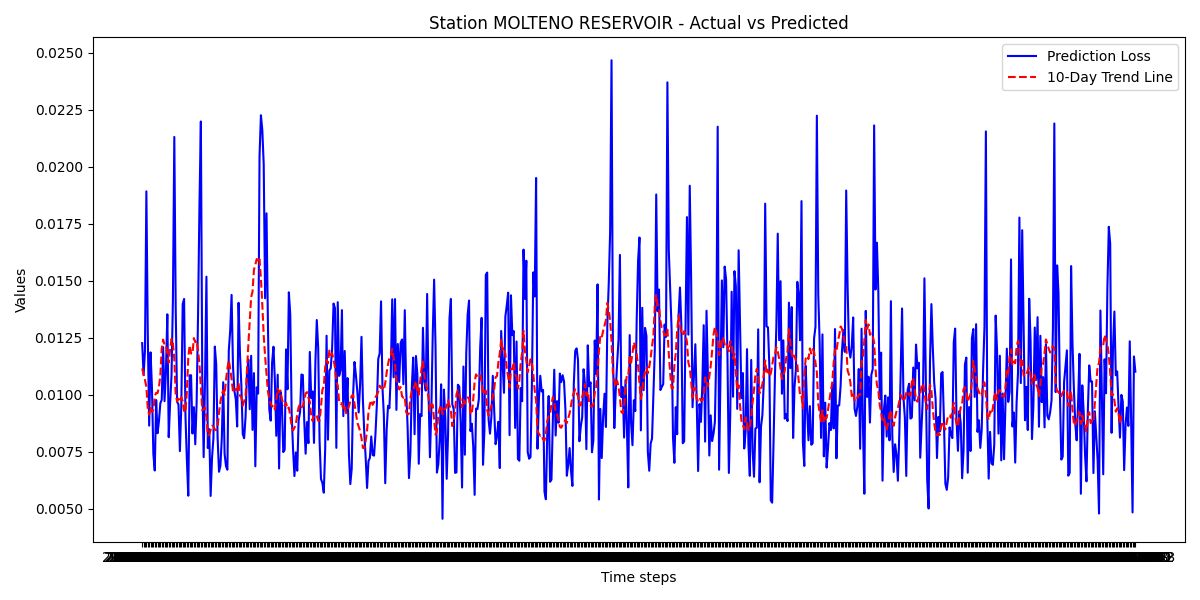 Station MOLTENO RESERVOIR - Actual vs Predicted
Prediction Loss
10-Day Trend Line
Values
0.0250
0.0225
0.0200
0.0175
0.0150
0.0125
0.0100
0.0075
0.0050
Time steps